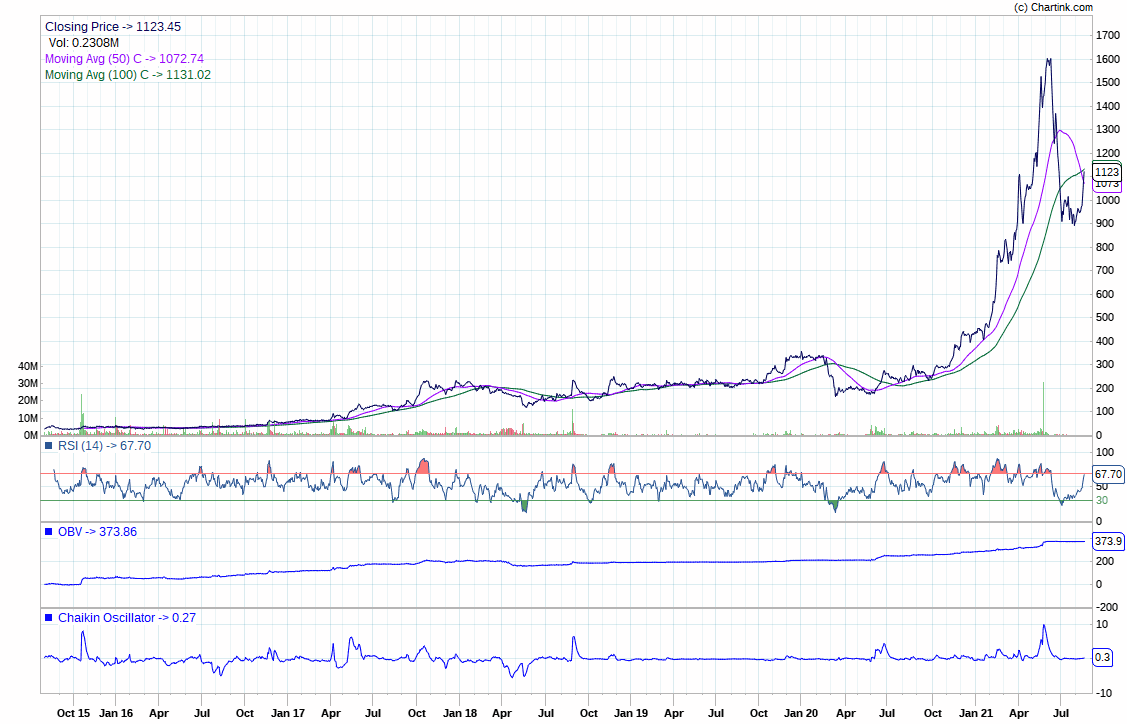 (c) Chartink.com
Closing Price -> 1123.45
Vol: 0.2308M
Moving Avg (50) C -> 1072.74
Moving Avg (100) C -> 1131.02
1700
1600
1500
1400
1300
1200
1123
1073
1000
900
800
700
600
500
400
300
200
100
0
40M
30M
20M
10M
0M
RSI (14) -> 67.70
100
67.70
50
30
0
OBV -> 373.86
373.9
200
0
-200
Chaikin Oscillator -> 0.27
10
0.3
-10
Oct 15 Jan 16 Apr Jul Oct Jan 17 Apr Jul Oct Jan 18 Apr Jul Oct Jan 19 Apr Jul Oct Jan 20 Apr Jul Oct Jan 21 Apr Jul